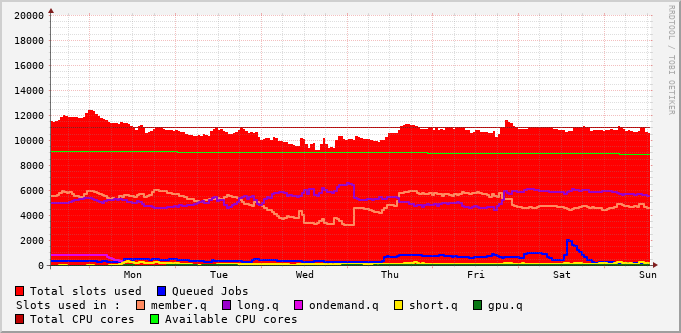 20000
18000
16000
14000
12000
10000
8000
6000
4000
2000
0
Mon Tue Wed Thu Fri Sat Sun
Total slots used Queued Jobs
Slots used in : member.q long.q ondemand.q short.q gpu.q
Total CPU cores Available CPU cores
RRDTOOL / TOBI OETIKER